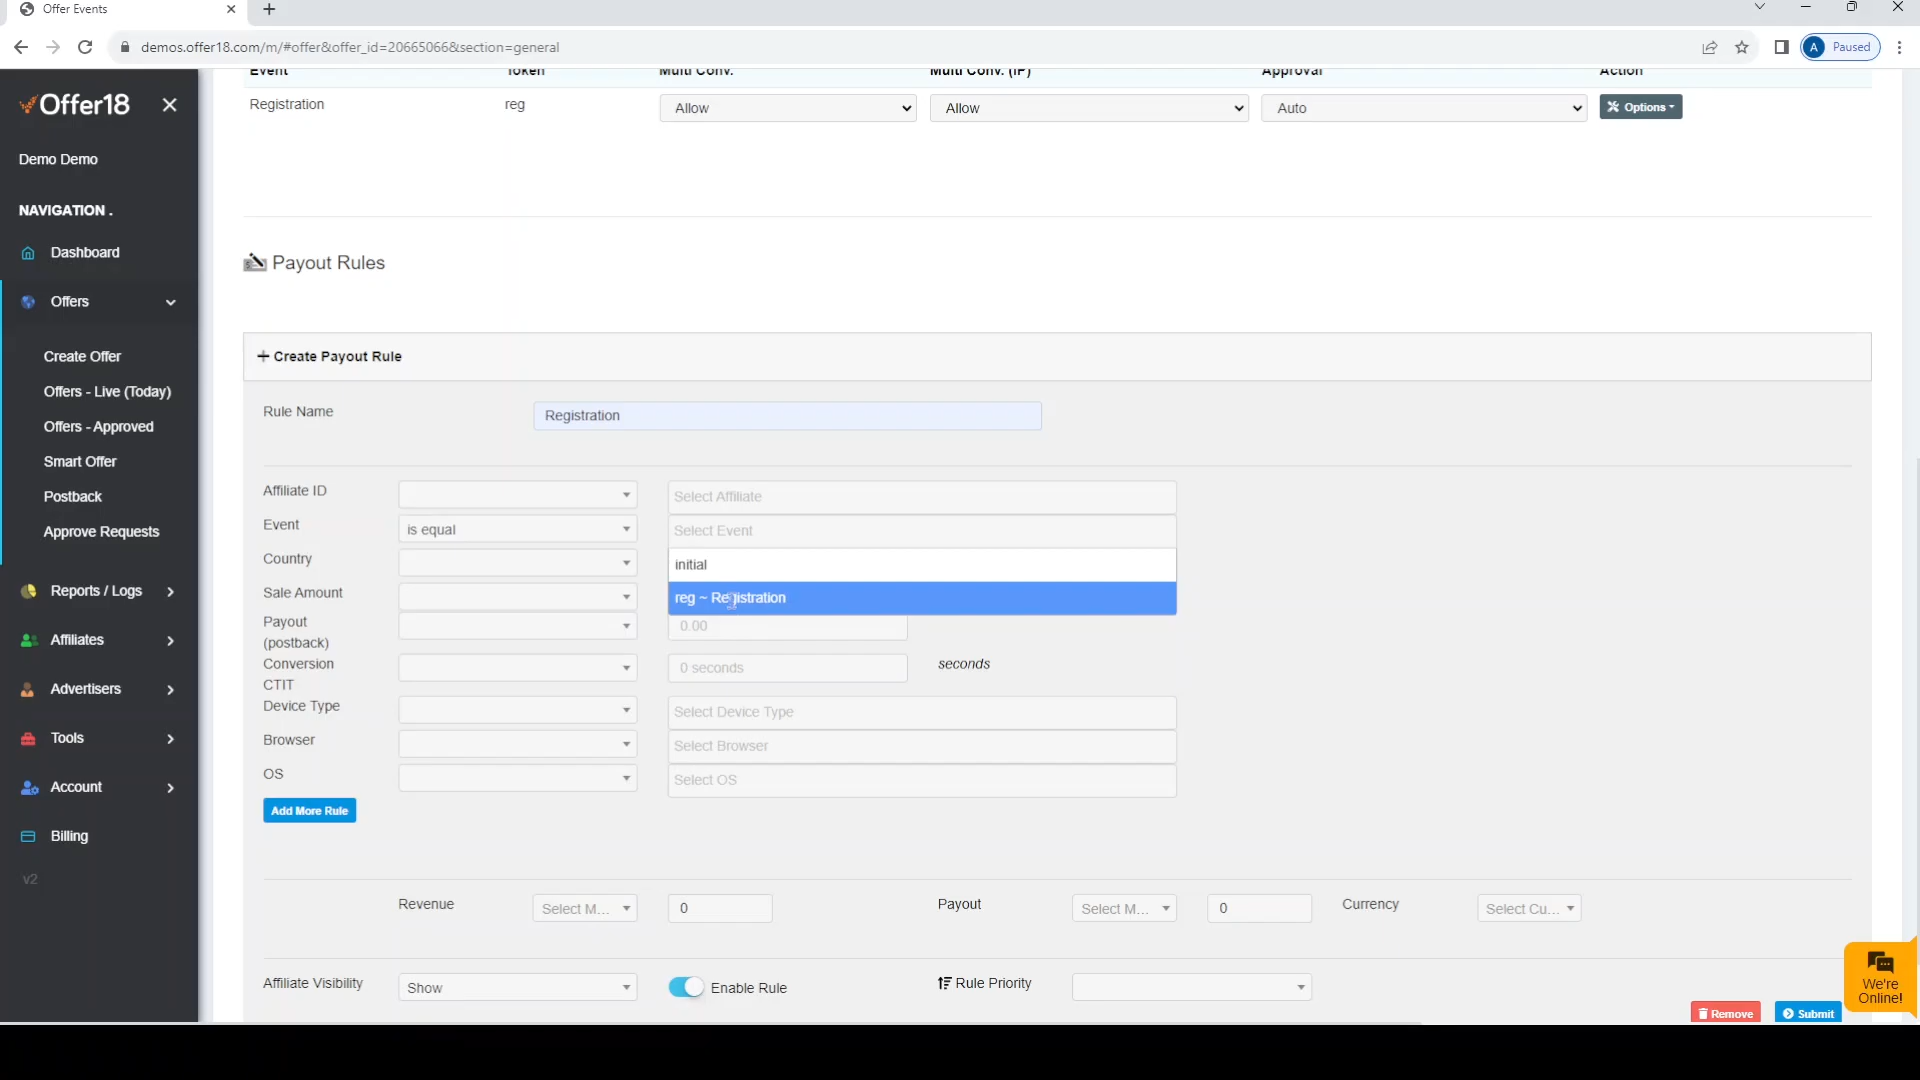 Offer Events
demos.offer18.com/m/#offer&offer_id=20665066&section=general
A Paused
Event Token Multi Conv. Multi Conv. (IP) Approval Action
Registration reg Allow Allow Auto Options
Offer18
Demo Demo
NAVIGATION .
Dashboard
Offers
Create Offer
Offers - Live (Today)
Offers - Approved
Smart Offer
Postback
Approve Requests
Reports / Logs
Affiliates
Advertisers
Tools
Account
Billing
v2
Payout Rules
Create Payout Rule
Rule Name Registration
Affiliate ID Select Affiliate
Event is equal Select Event
initial
reg ~ Registration
Country
Sale Amount
Payout
(postback) 0.00
Conversion
CTIT 0 seconds seconds
Device Type Select Device Type
Browser Select Browser
OS Select OS
Add More Rule
Revenue Select M... 0 Payout Select M... 0 Currency Select Cu...
Affiliate Visibility Show Enable Rule Rule Priority
Remove Submit
We're
Online!